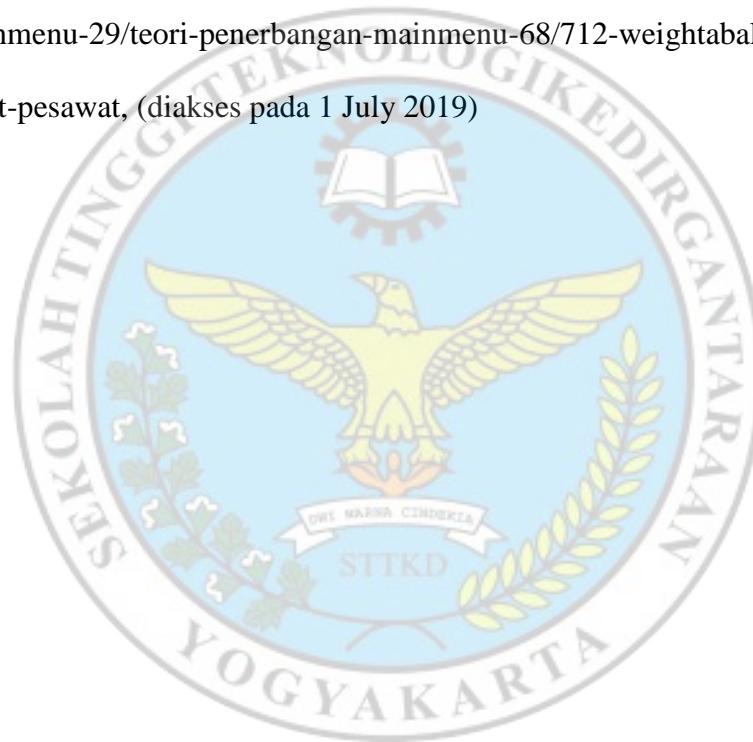 nmenu-29/teori-penerbangan-mainmenu-68/712-weightabal
t-pesawat, (diakses pada 1 July 2019)
SEKOLAH TINGGI TEKNOLOGI KEDIRGANTARAAN
DWI WARNA CINDEKIA
STTKD
YOGYAKARTA